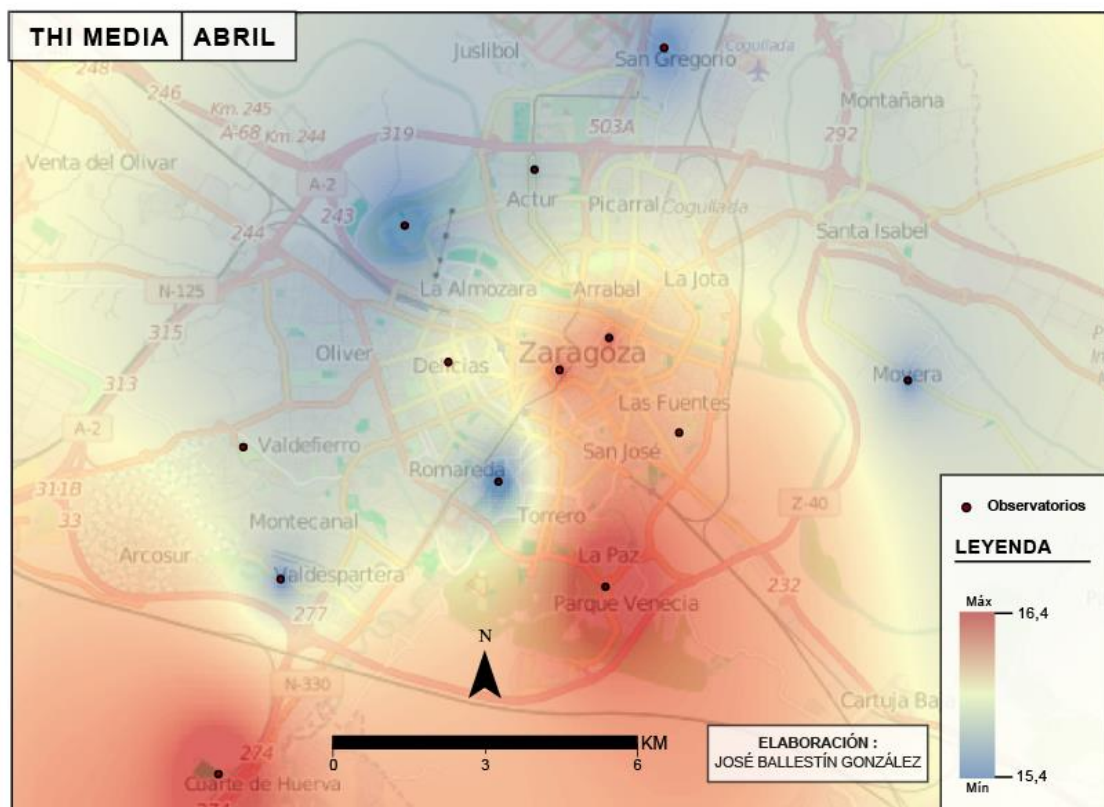 THI MEDIA ABRIL
Juslibol
San Gregorio
Cogullada
248
246
Km. 245
A-68 Km. 244
319
503A
Montañana
292
Venta del Olivar
A-2
243
Actur
Picarral
Cogullada
244
Santa Isabel
N-125
La Almozara
Arrabal
La Jota
315
Oliver
Delicias
Zaragoza
313
Movera
Las Fuentes
A-2
Valdefierro
San José
Romareda
311B
33
Montecanal
Torrero
Z-40
Arcosur
La Paz
Valdespartera
277
Parque Venecia
232
N
N-330
Cartuja Baja
274
Cuarte de Huerva
274
KM
0 3 6
ELABORACIÓN :
JOSÉ BALLESTÍN GONZÁLEZ
Observatorios
LEYENDA
Máx
16,4
15,4
Mín